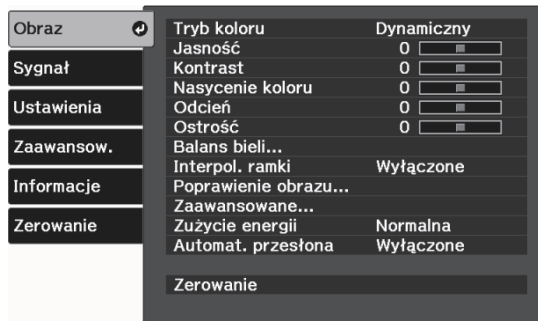 Obraz
Sygnał
Ustawienia
Zaawansow.
Informacje
Zerowanie
Tryb koloru Dynamiczny
Jasność 0
Kontrast 0
Nasycenie koloru 0
Odcień 0
Ostrość 0
Balans bieli...
Interpol. ramki Wyłączone
Poprawienie obrazu...
Zaawansowane...
Zużycie energii Normalna
Automat. przesłona Wyłączone
Zerowanie